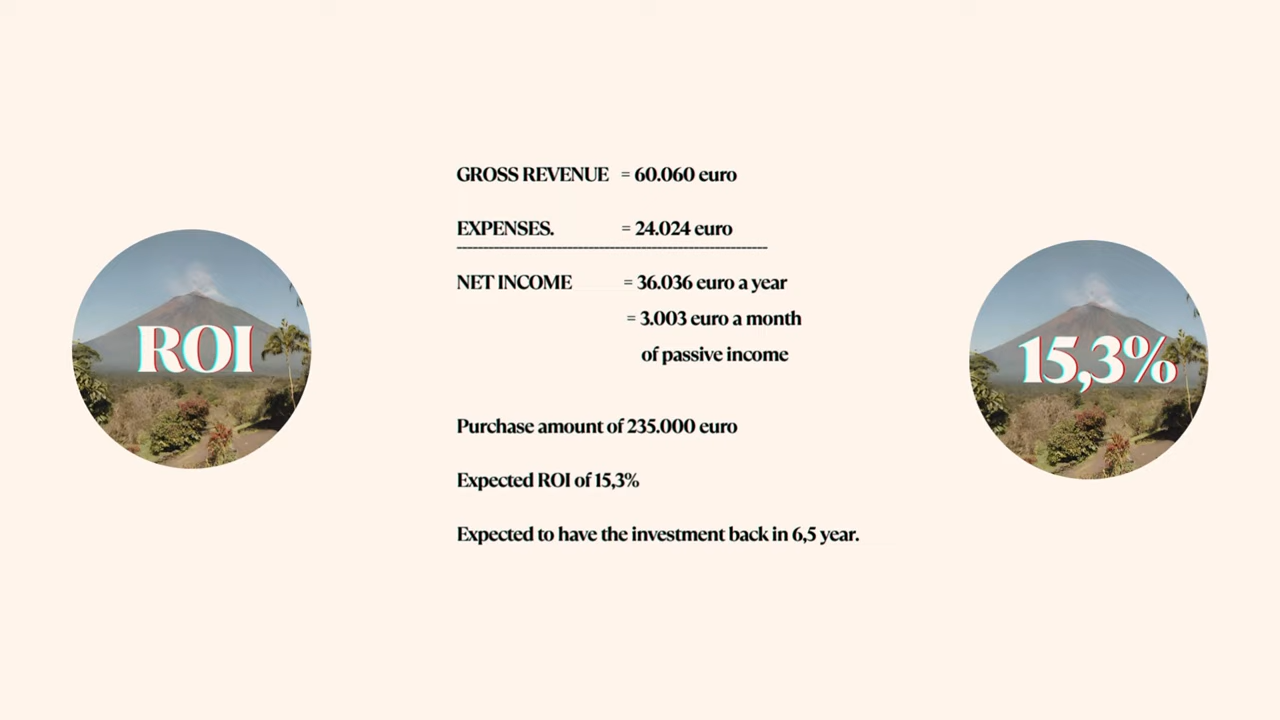 ROI
GROSS REVENUE = 60.060 euro
EXPENSES. = 24.024 euro
NET INCOME = 36.036 euro a year
= 3.003 euro a month
of passive income
Purchase amount of 235.000 euro
Expected ROI of 15,3%
Expected to have the investment back in 6,5 year.
15,3%